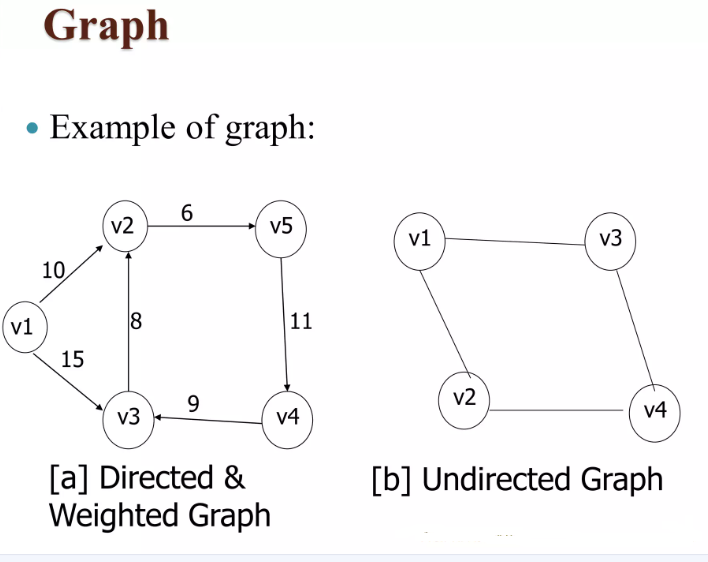 Graph
• Example of graph:
v2
6
v5
10
v1
8
11
15
v3
9
v4
[a] Directed &
Weighted Graph
v1
v3
v2
v4
[b] Undirected Graph